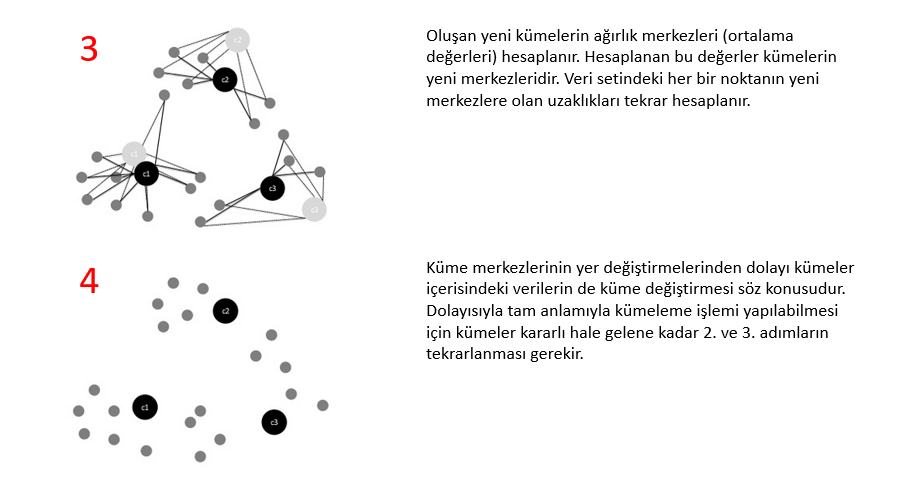 3
c2
c2
c1
c1
c3
c3
Oluşan yeni kümelerin ağırlık merkezleri (ortalama
değerleri) hesaplanır. Hesaplanan bu değerler kümelerin
yeni merkezleridir. Veri setindeki her bir noktanın yeni
merkezlere olan uzaklıkları tekrar hesaplanır.
4
c2
c1
c3
Küme merkezlerinin yer değiştirmelerinden dolayı kümeler
içerisindeki verilerin de küme değiştirmesi söz konusudur.
Dolayısıyla tam anlamıyla kümeleme işlemi yapılabilmesi
için kümeler kararlı hale gelene kadar 2. ve 3. adımların
tekrarlanması gerekir.